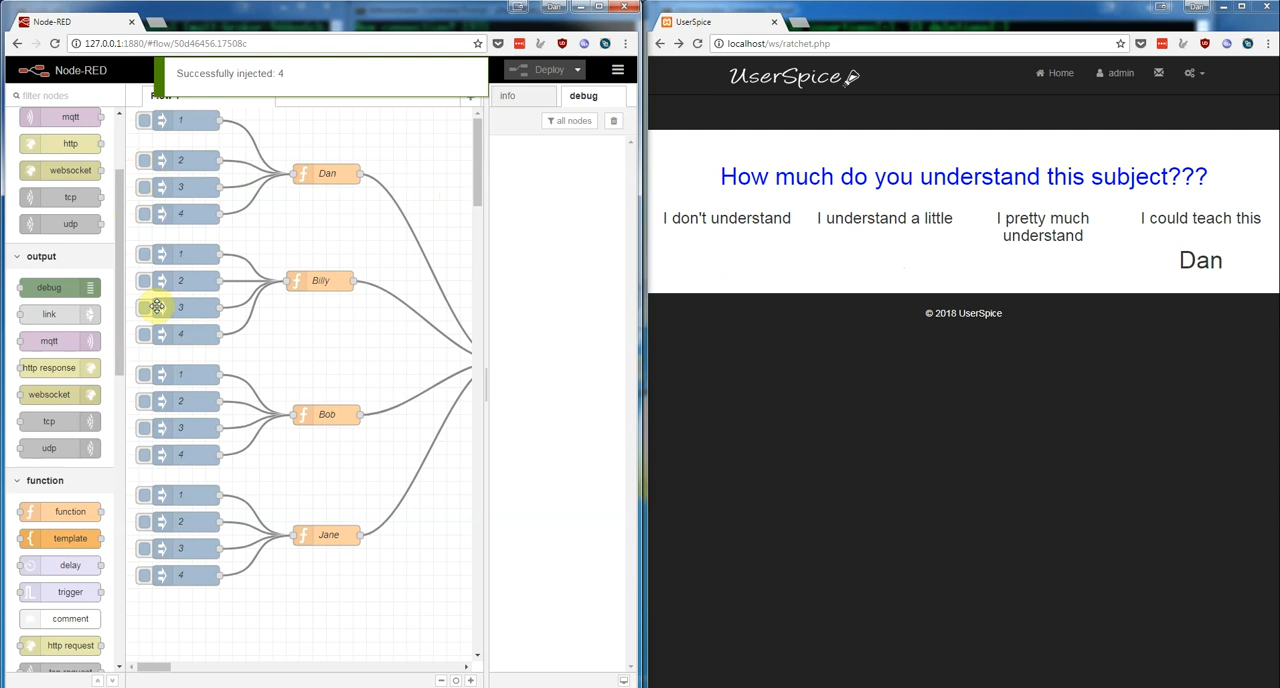 Node-RED
Dan
127.0.0.1:1880/#flow/50d46456.17508c
Node-RED
Successfully injected: 4
Deploy
filter nodes
info
debug
all nodes
mqtt
http
websocket
tcp
udp
output
debug
link
mqtt
http response
websocket
tcp
udp
function
function
template
delay
trigger
comment
http request
1
2
3
4
Dan
1
2
3
4
Billy
1
2
3
4
Bob
1
2
3
4
Jane
UserSpice
Dan
localhost/ws/ratchet.php
UserSpice
Home
admin
How much do you understand this subject???
I don't understand
I understand a little
I pretty much
understand
I could teach this
Dan
© 2018 UserSpice